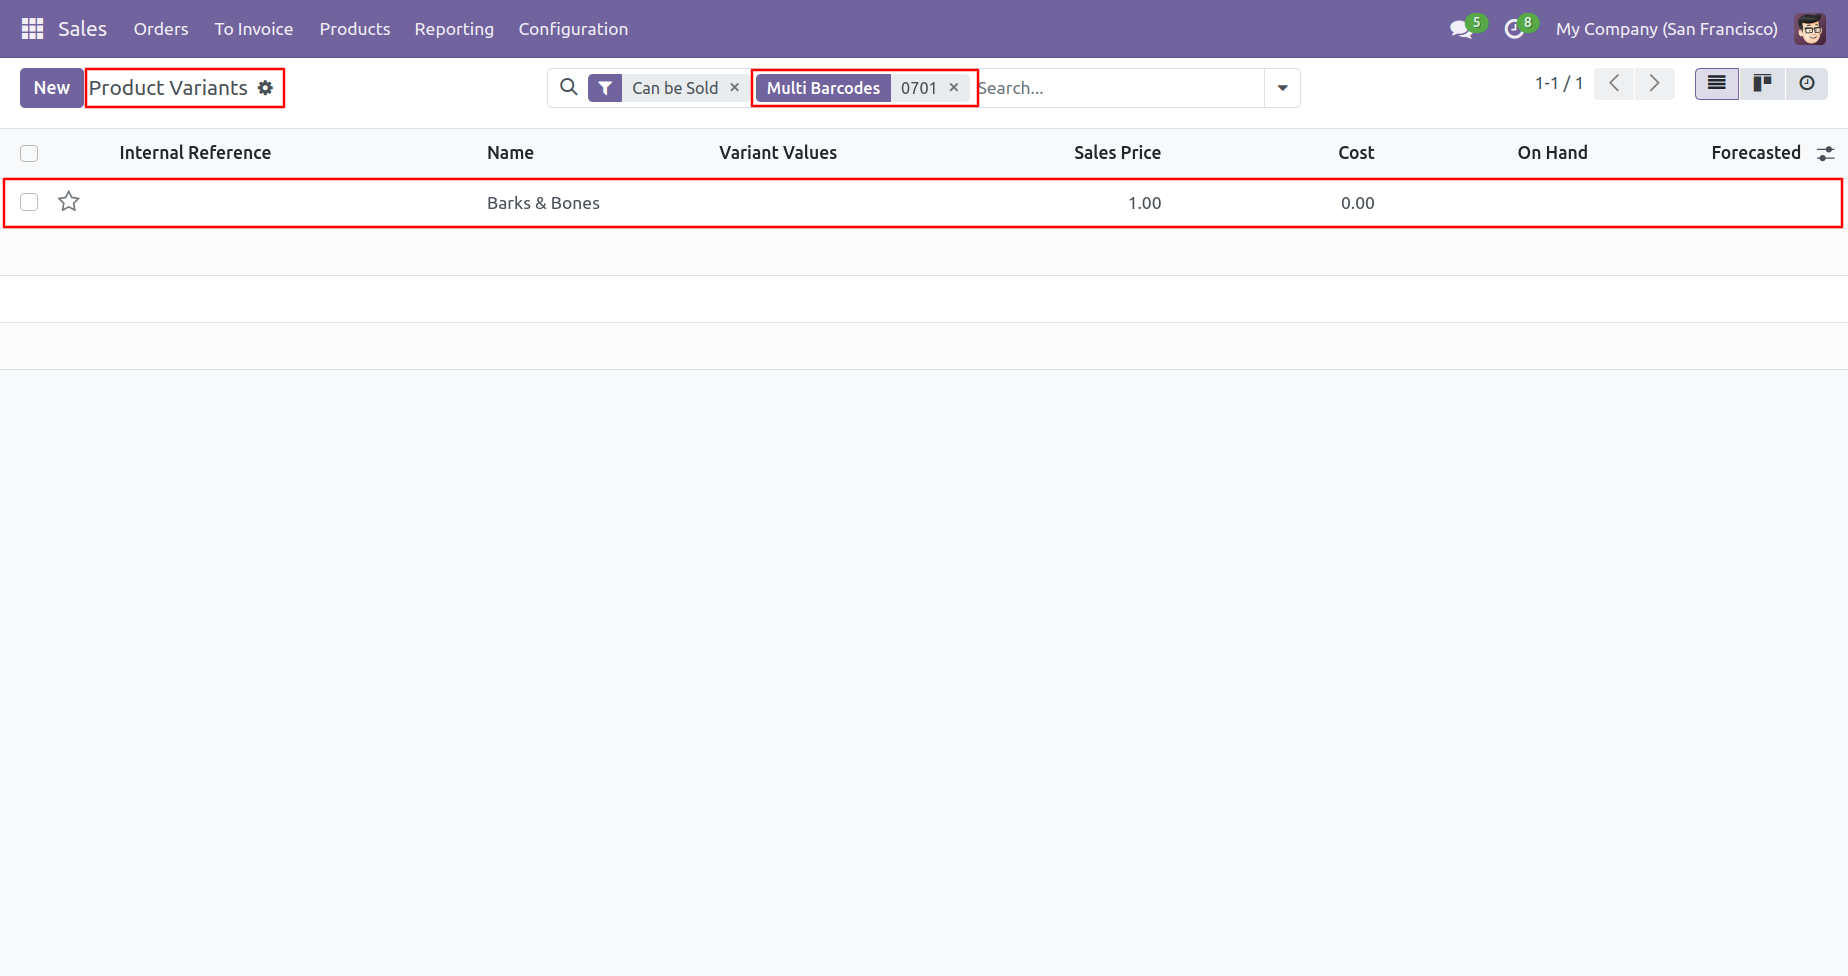 Sales Orders To Invoice Products Reporting Configuration 5 8 My Company (San Francisco)
New Product Variants Can be Sold × Multi Barcodes 0701 × Search... 1-1 / 1
Internal Reference Name Variant Values Sales Price Cost On Hand Forecasted
Barks & Bones 1.00 0.00